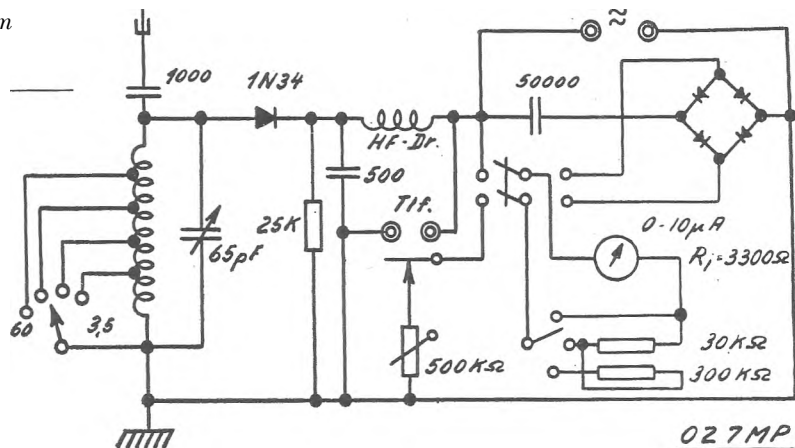 m
≈
1000
1N34
50000
HF-Dr.
500
Tlf.
25K
65pF
0-10µA
Ri=3300Ω
60
3,5
500KΩ
30KΩ
300KΩ
027MP